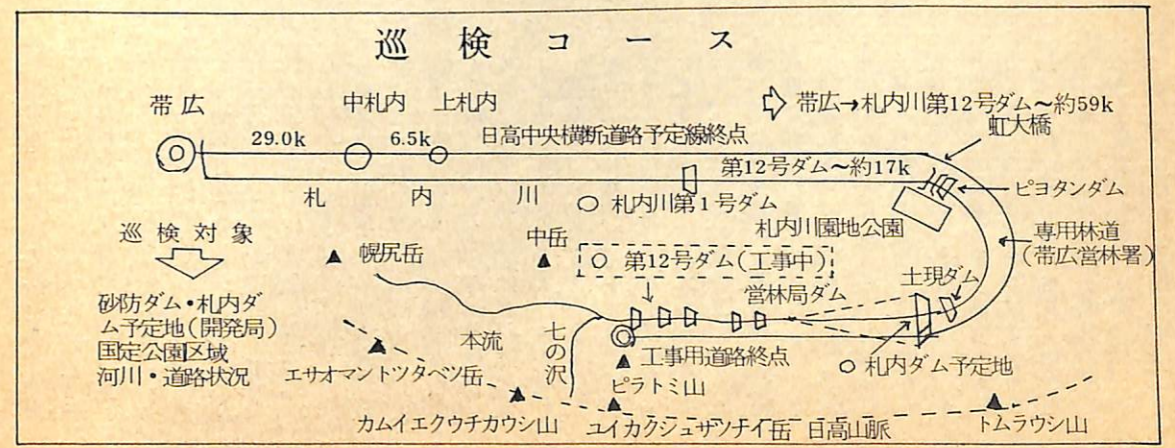 巡検コース
帯広
中札内
上札内
帯広→札内川第12号ダム～約59k
虹大橋
29.0k
6.5k
日高中央横断道路予定線終点
第12号ダム～約17k
ピヨタンダム
札内川
札内川第1号ダム
札内川園地公園
専用林道
(帯広営林署)
巡検対象
砂防ダム・札内ダ
ム予定地(開発局)
国定公園区域
河川・道路状況
幌尻岳
中岳
第12号ダム(工事中)
営林局ダム
土現ダム
本流
七の沢
工事用道路終点
札内ダム予定地
エサオマントツタベツ岳
ピラトミ山
カムイエクウチカウシ山
ユイカクシュサツナイ岳
日高山脈
トムラウシ山